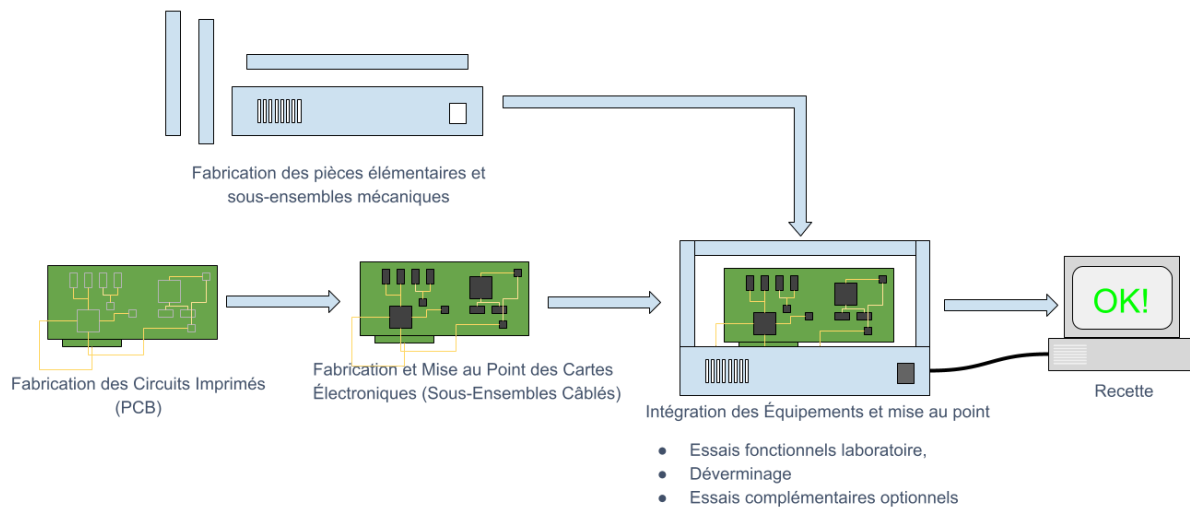 Fabrication des pièces élémentaires et
sous-ensembles mécaniques
Fabrication des Circuits Imprimés
(PCB)
Fabrication et Mise au Point des Cartes
Électroniques (Sous-Ensembles Câblés)
Intégration des Équipements et mise au point
● Essais fonctionnels laboratoire,
● Déverminage
● Essais complémentaires optionnels
OK!
Recette